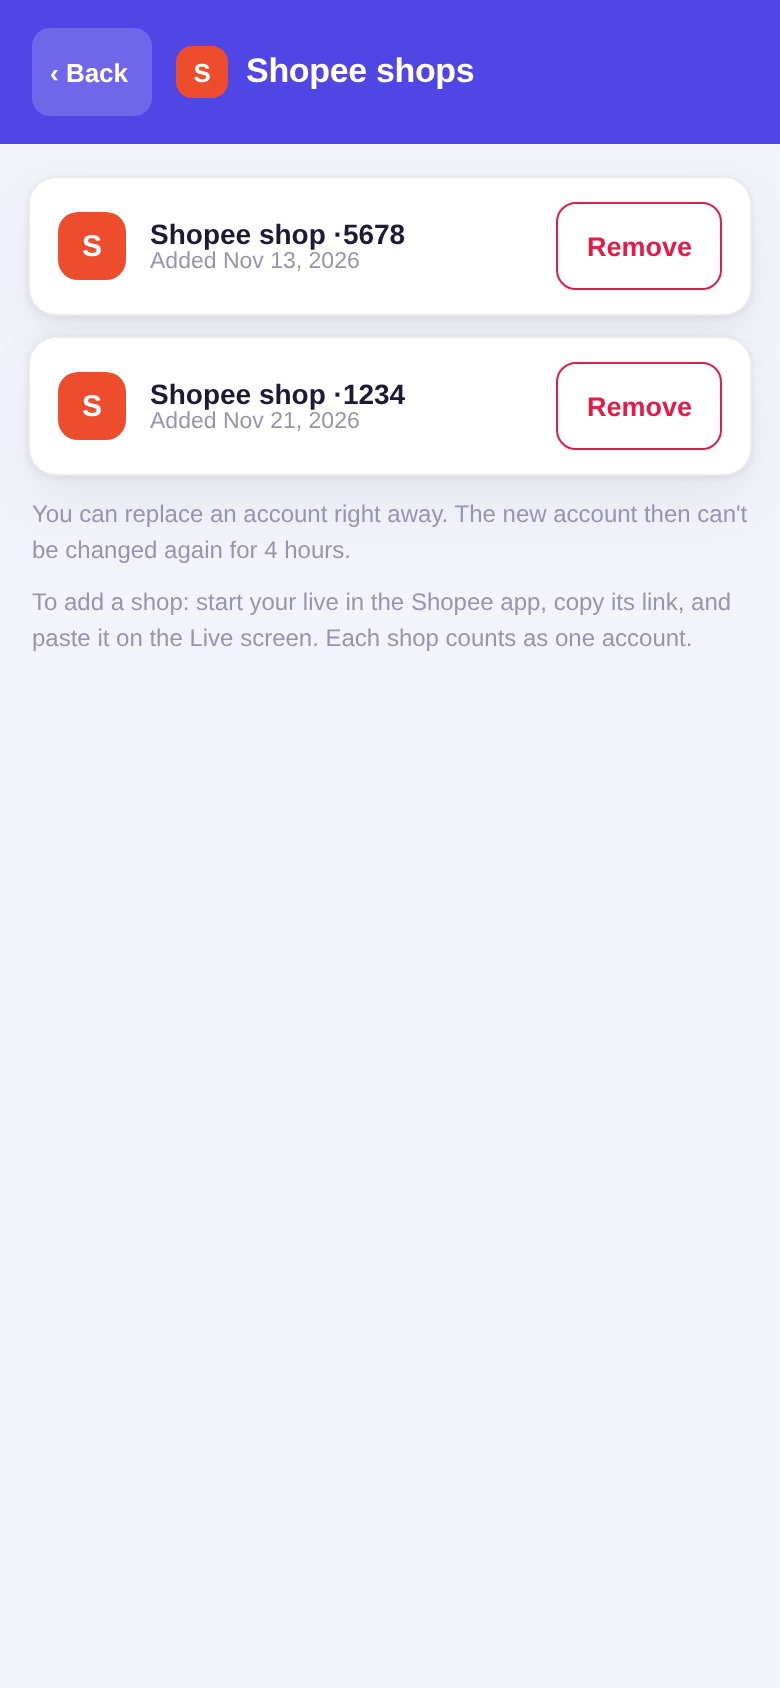 ‹ Back
S
Shopee shops
S
Shopee shop ·5678
Added Nov 13, 2026
Remove
S
Shopee shop ·1234
Added Nov 21, 2026
Remove
You can replace an account right away. The new account then can't
be changed again for 4 hours.
To add a shop: start your live in the Shopee app, copy its link, and
paste it on the Live screen. Each shop counts as one account.